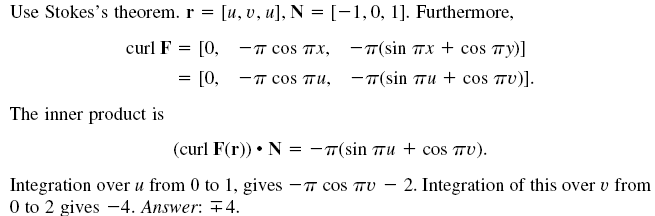 Use Stokes's theorem. r = [u, v, u], N = [−1, 0, 1]. Furthermore,
curl F = [0, −π cos πx, −π(sin πx + cos πy)]
= [0, −π cos πu, −π(sin πu + cos πv)].
The inner product is
(curl F(r)) • N = −π(sin πu + cos πv).
Integration over u from 0 to 1, gives −π cos πv − 2. Integration of this over v from
0 to 2 gives −4. Answer: ∓4.